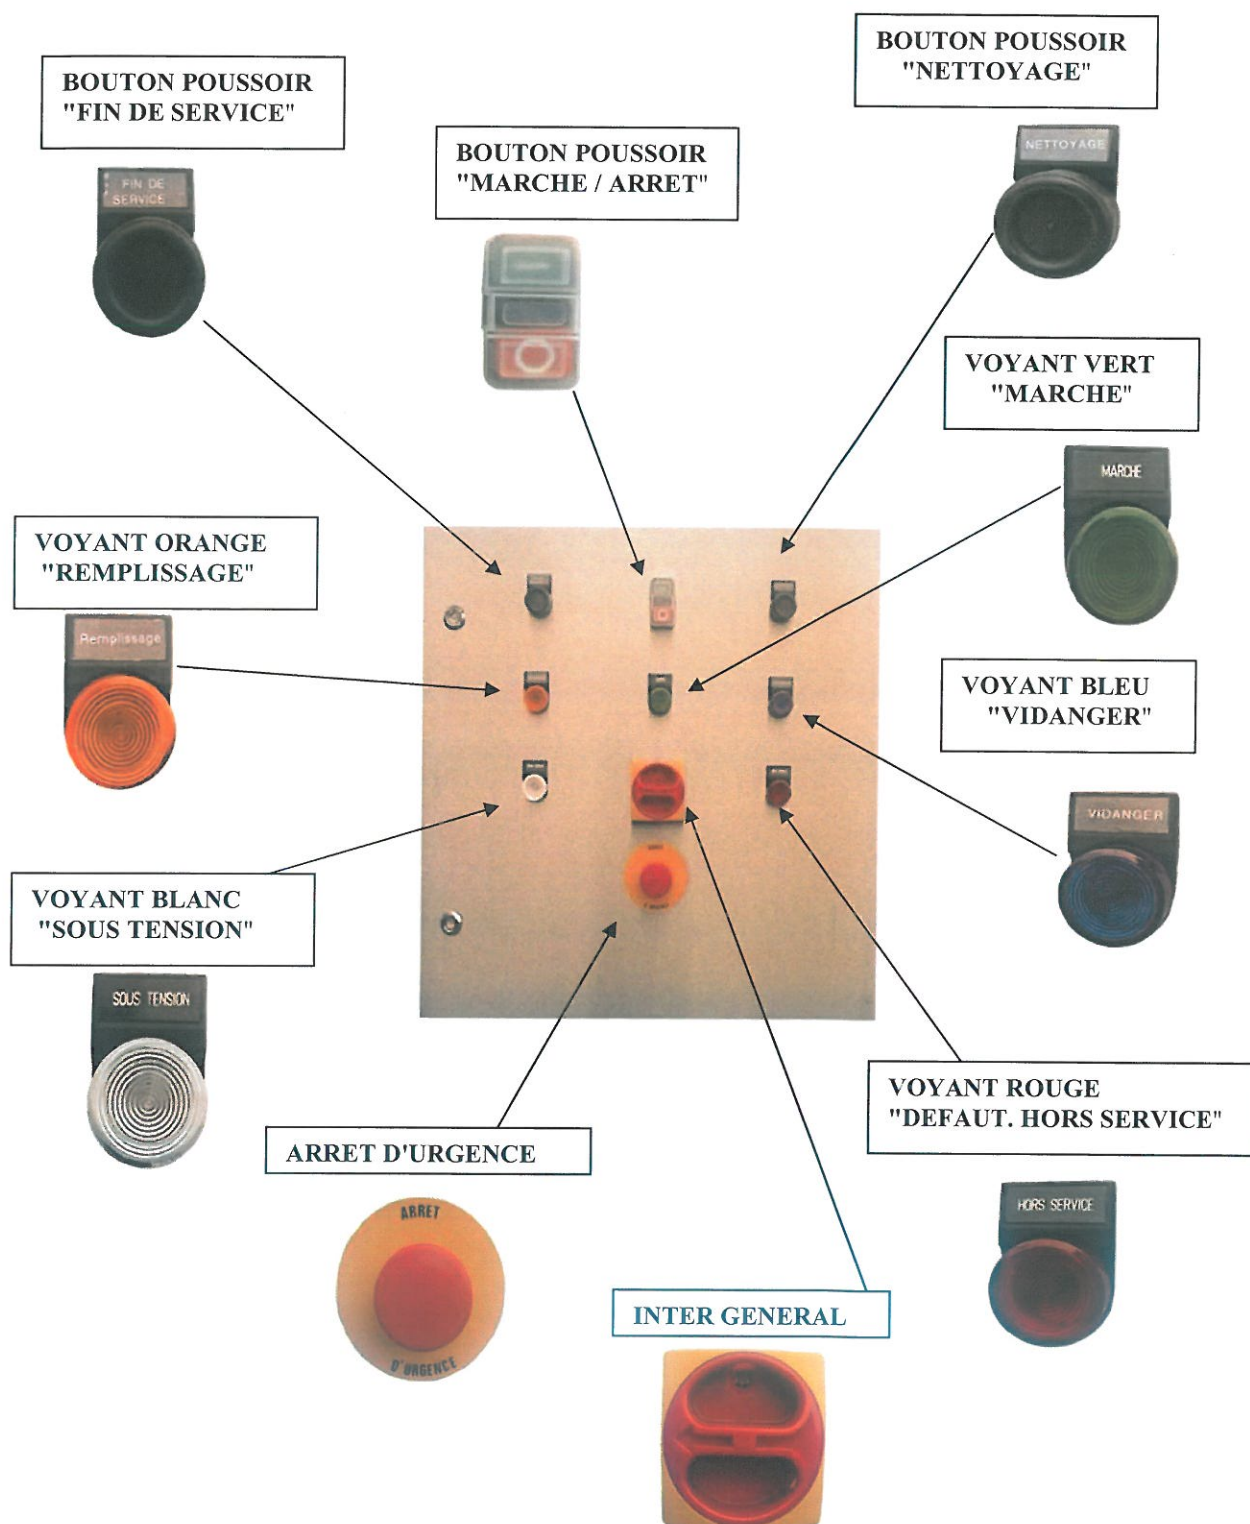 BOUTON POUSSOIR
"FIN DE SERVICE"
FIN DE
SERVICE
BOUTON POUSSOIR
"MARCHE / ARRET"
BOUTON POUSSOIR
"NETTOYAGE"
NETTOYAGE
VOYANT VERT
"MARCHE"
MARCHE
VOYANT ORANGE
"REMPLISSAGE"
Remplissage
VOYANT BLEU
"VIDANGER"
VIDANGER
VOYANT BLANC
"SOUS TENSION"
SOUS TENSION
VOYANT ROUGE
"DEFAUT. HORS SERVICE"
HORS SERVICE
ARRET D'URGENCE
ARRET
D'URGENCE
INTER GENERAL